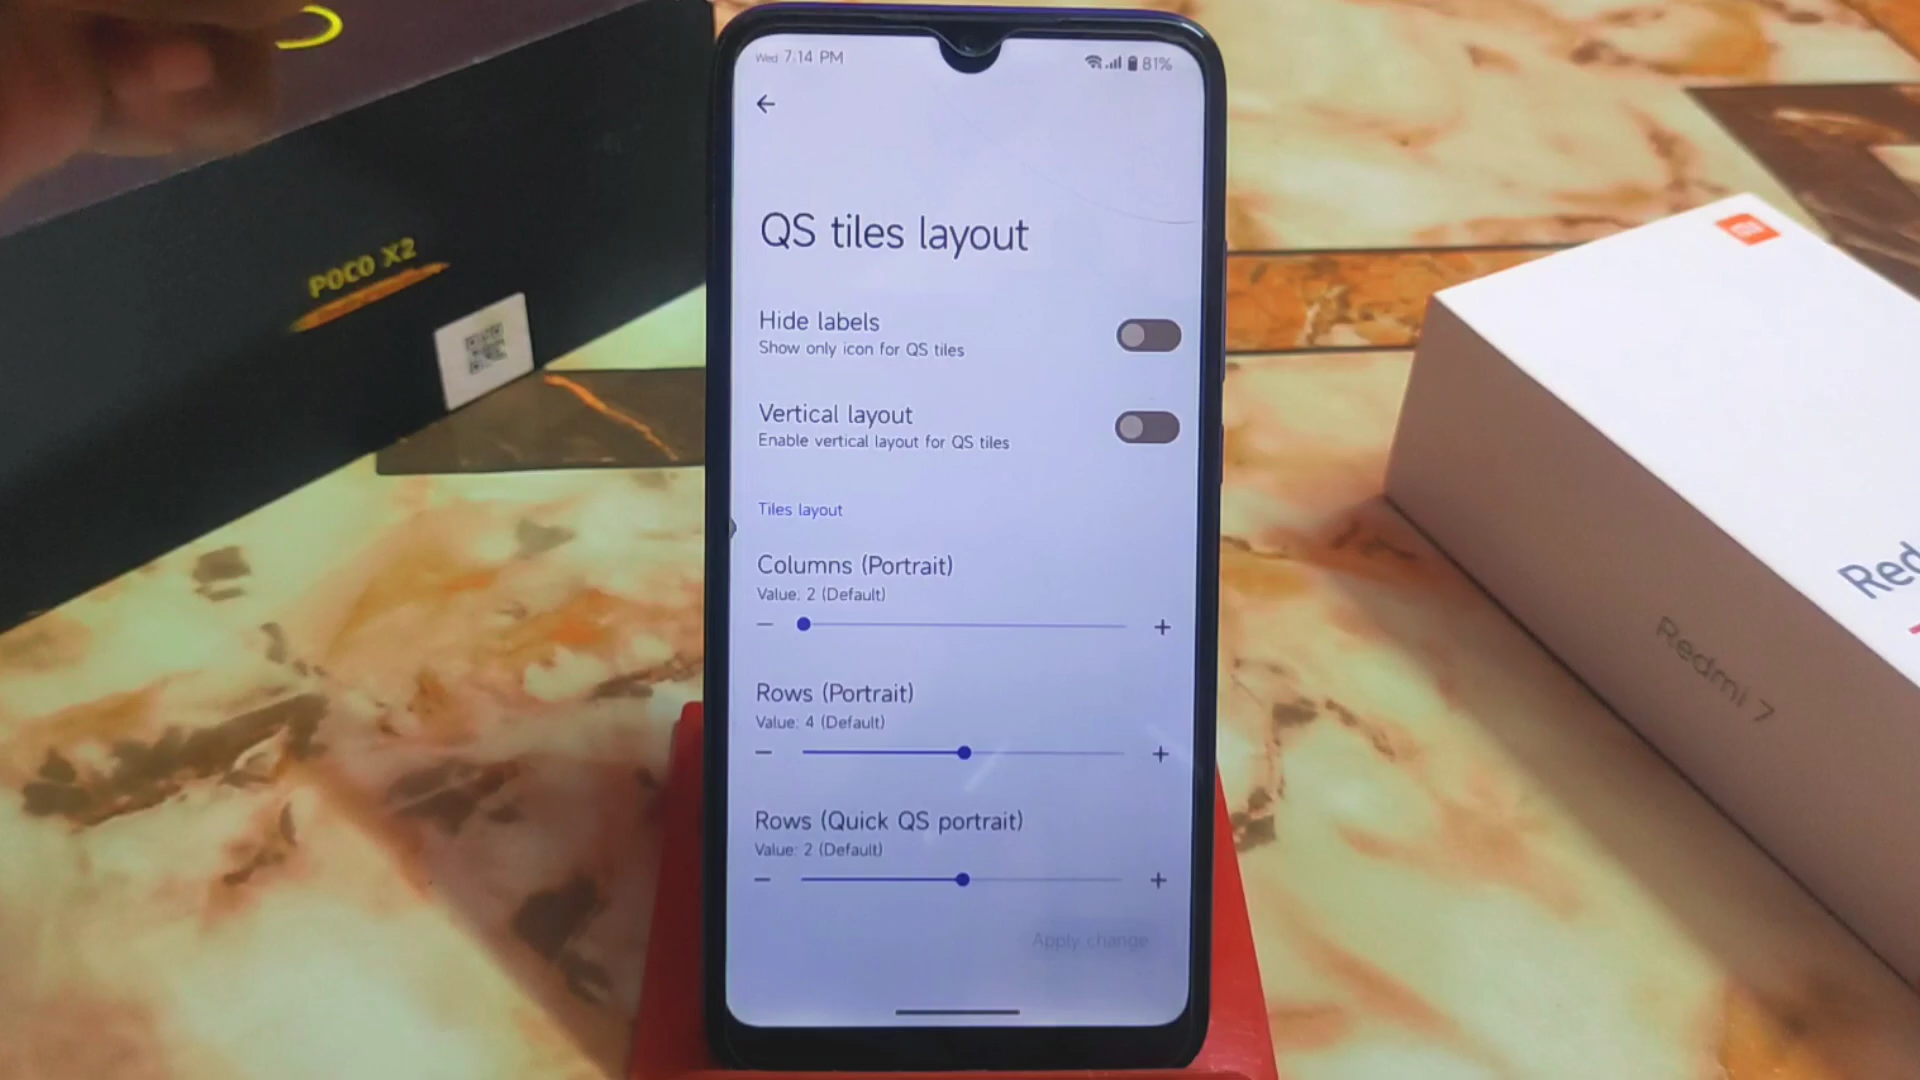 Wed 7:14 PM
81%
QS tiles layout
Hide labels
Show only icon for QS tiles
Vertical layout
Enable vertical layout for QS tiles
Tiles layout
Columns (Portrait)
Value: 2 (Default)
Rows (Portrait)
Value: 4 (Default)
Rows (Quick QS portrait)
Value: 2 (Default)
Apply change
POCO X2
Redmi 7